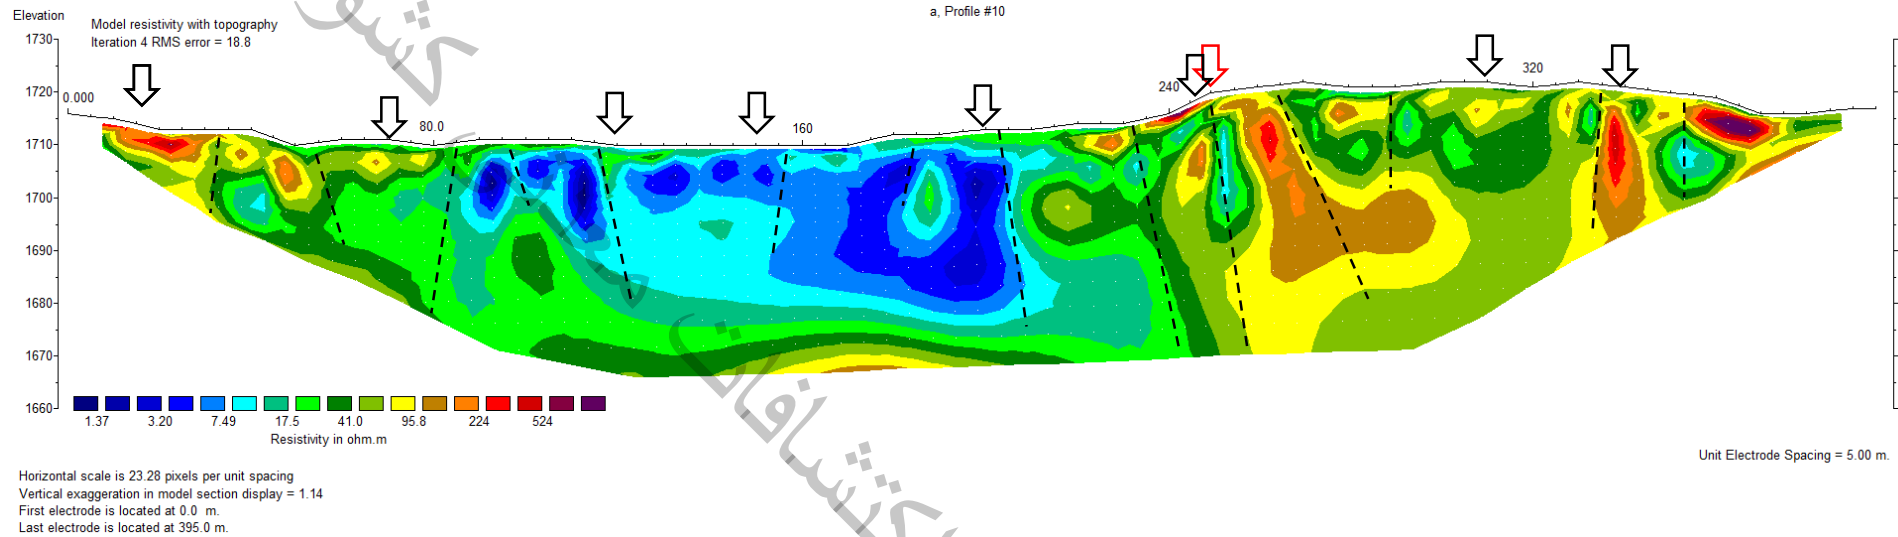 a, Profile #10
Elevation
Model resistivity with topography
Iteration 4 RMS error = 18.8
1730
1720
1710
1700
1690
1680
1670
1660
0.000
80.0
160
240
320
1.37 3.20 7.49 17.5 41.0 95.8 224 524
Resistivity in ohm.m
Unit Electrode Spacing = 5.00 m.
Horizontal scale is 23.28 pixels per unit spacing
Vertical exaggeration in model section display = 1.14
First electrode is located at 0.0 m.
Last electrode is located at 395.0 m.